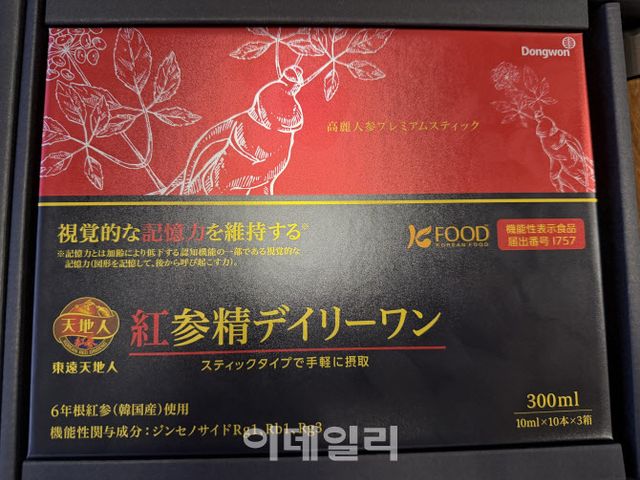 Dongwon
高麗人参プレミアムスティック
視覚的な記憶力を維持する※
※記憶力とは加齢により低下する認知機能の一部である視覚的な
記憶力（図形を記憶して、後から呼び起こす力）。
K FOOD
KOREAN FOOD
機能性表示食品
届出番号 I757
天地人
東遠天地人
紅参精デイリーワン
スティックタイプで手軽に摂取
6年根紅参（韓国産）使用
機能性関与成分：ジンセノサイドRg1、Rb1、Rg3
300ml
10ml×10本×3箱
이데일리